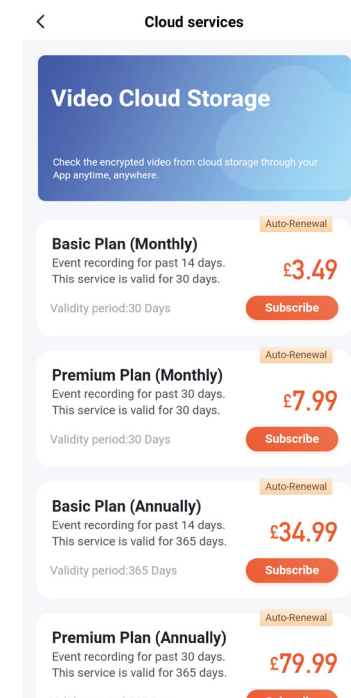 Cloud services
Video Cloud Storage
Check the encrypted video from cloud storage through your
App anytime, anywhere.
Auto-Renewal
Basic Plan (Monthly)
Event recording for past 14 days.
This service is valid for 30 days.
£3.49
Validity period:30 Days
Subscribe
Auto-Renewal
Premium Plan (Monthly)
Event recording for past 30 days.
This service is valid for 30 days.
£7.99
Validity period:30 Days
Subscribe
Auto-Renewal
Basic Plan (Annually)
Event recording for past 14 days.
This service is valid for 365 days.
£34.99
Validity period:365 Days
Subscribe
Auto-Renewal
Premium Plan (Annually)
Event recording for past 30 days.
This service is valid for 365 days.
£79.99